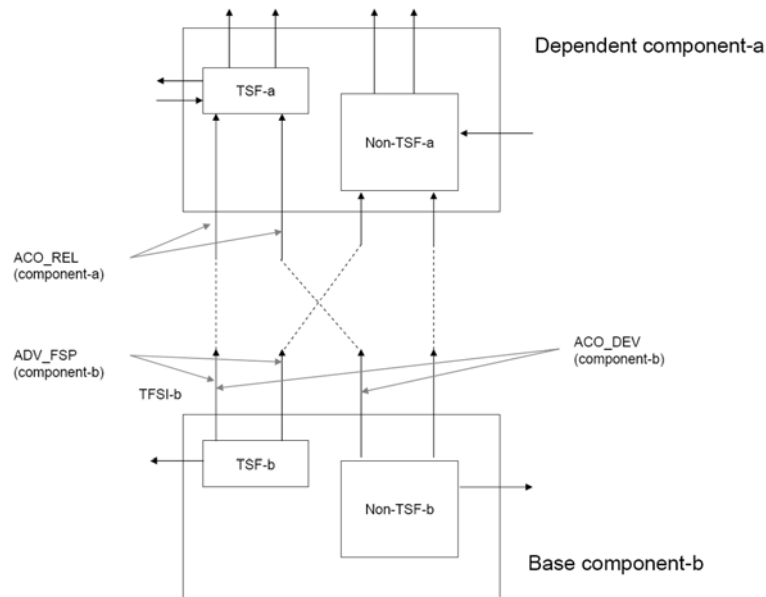 Dependent component-a
TSF-a
Non-TSF-a
ACO_REL
(component-a)
ADV_FSP
(component-b)
ACO_DEV
(component-b)
TFSI-b
TSF-b
Non-TSF-b
Base component-b